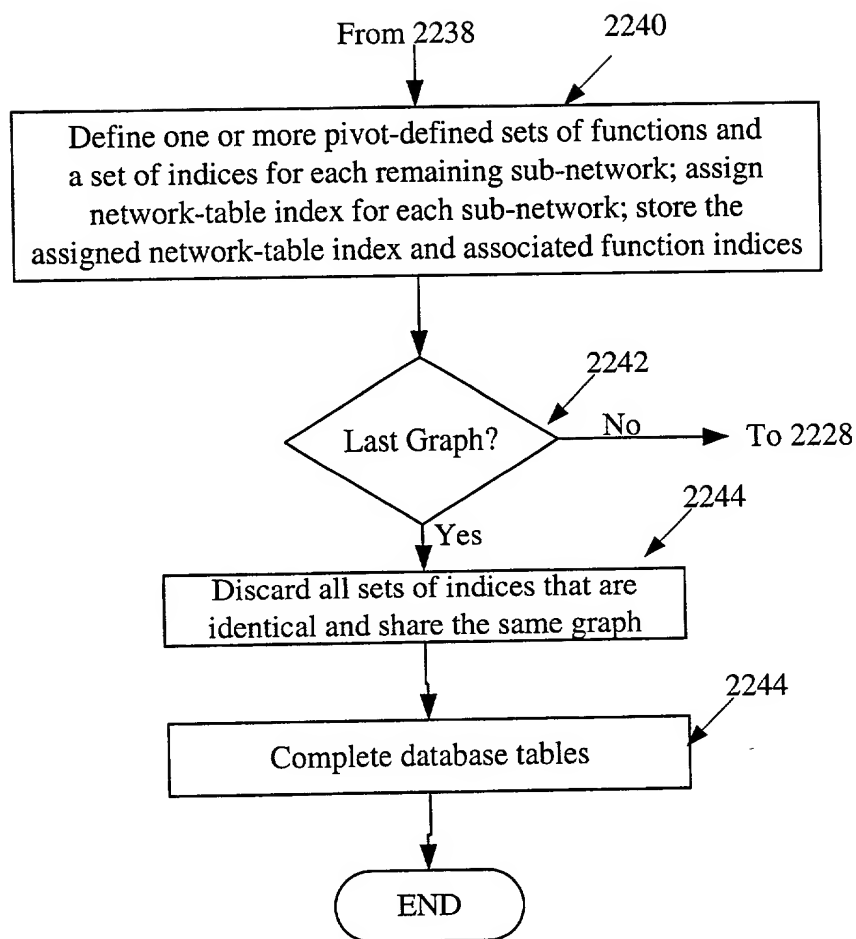 From 2238
2240
Define one or more pivot-defined sets of functions and
a set of indices for each remaining sub-network; assign
network-table index for each sub-network; store the
assigned network-table index and associated function indices
2242
Last Graph?
No
To 2228
Yes
2244
Discard all sets of indices that are
identical and share the same graph
2244
Complete database tables
END